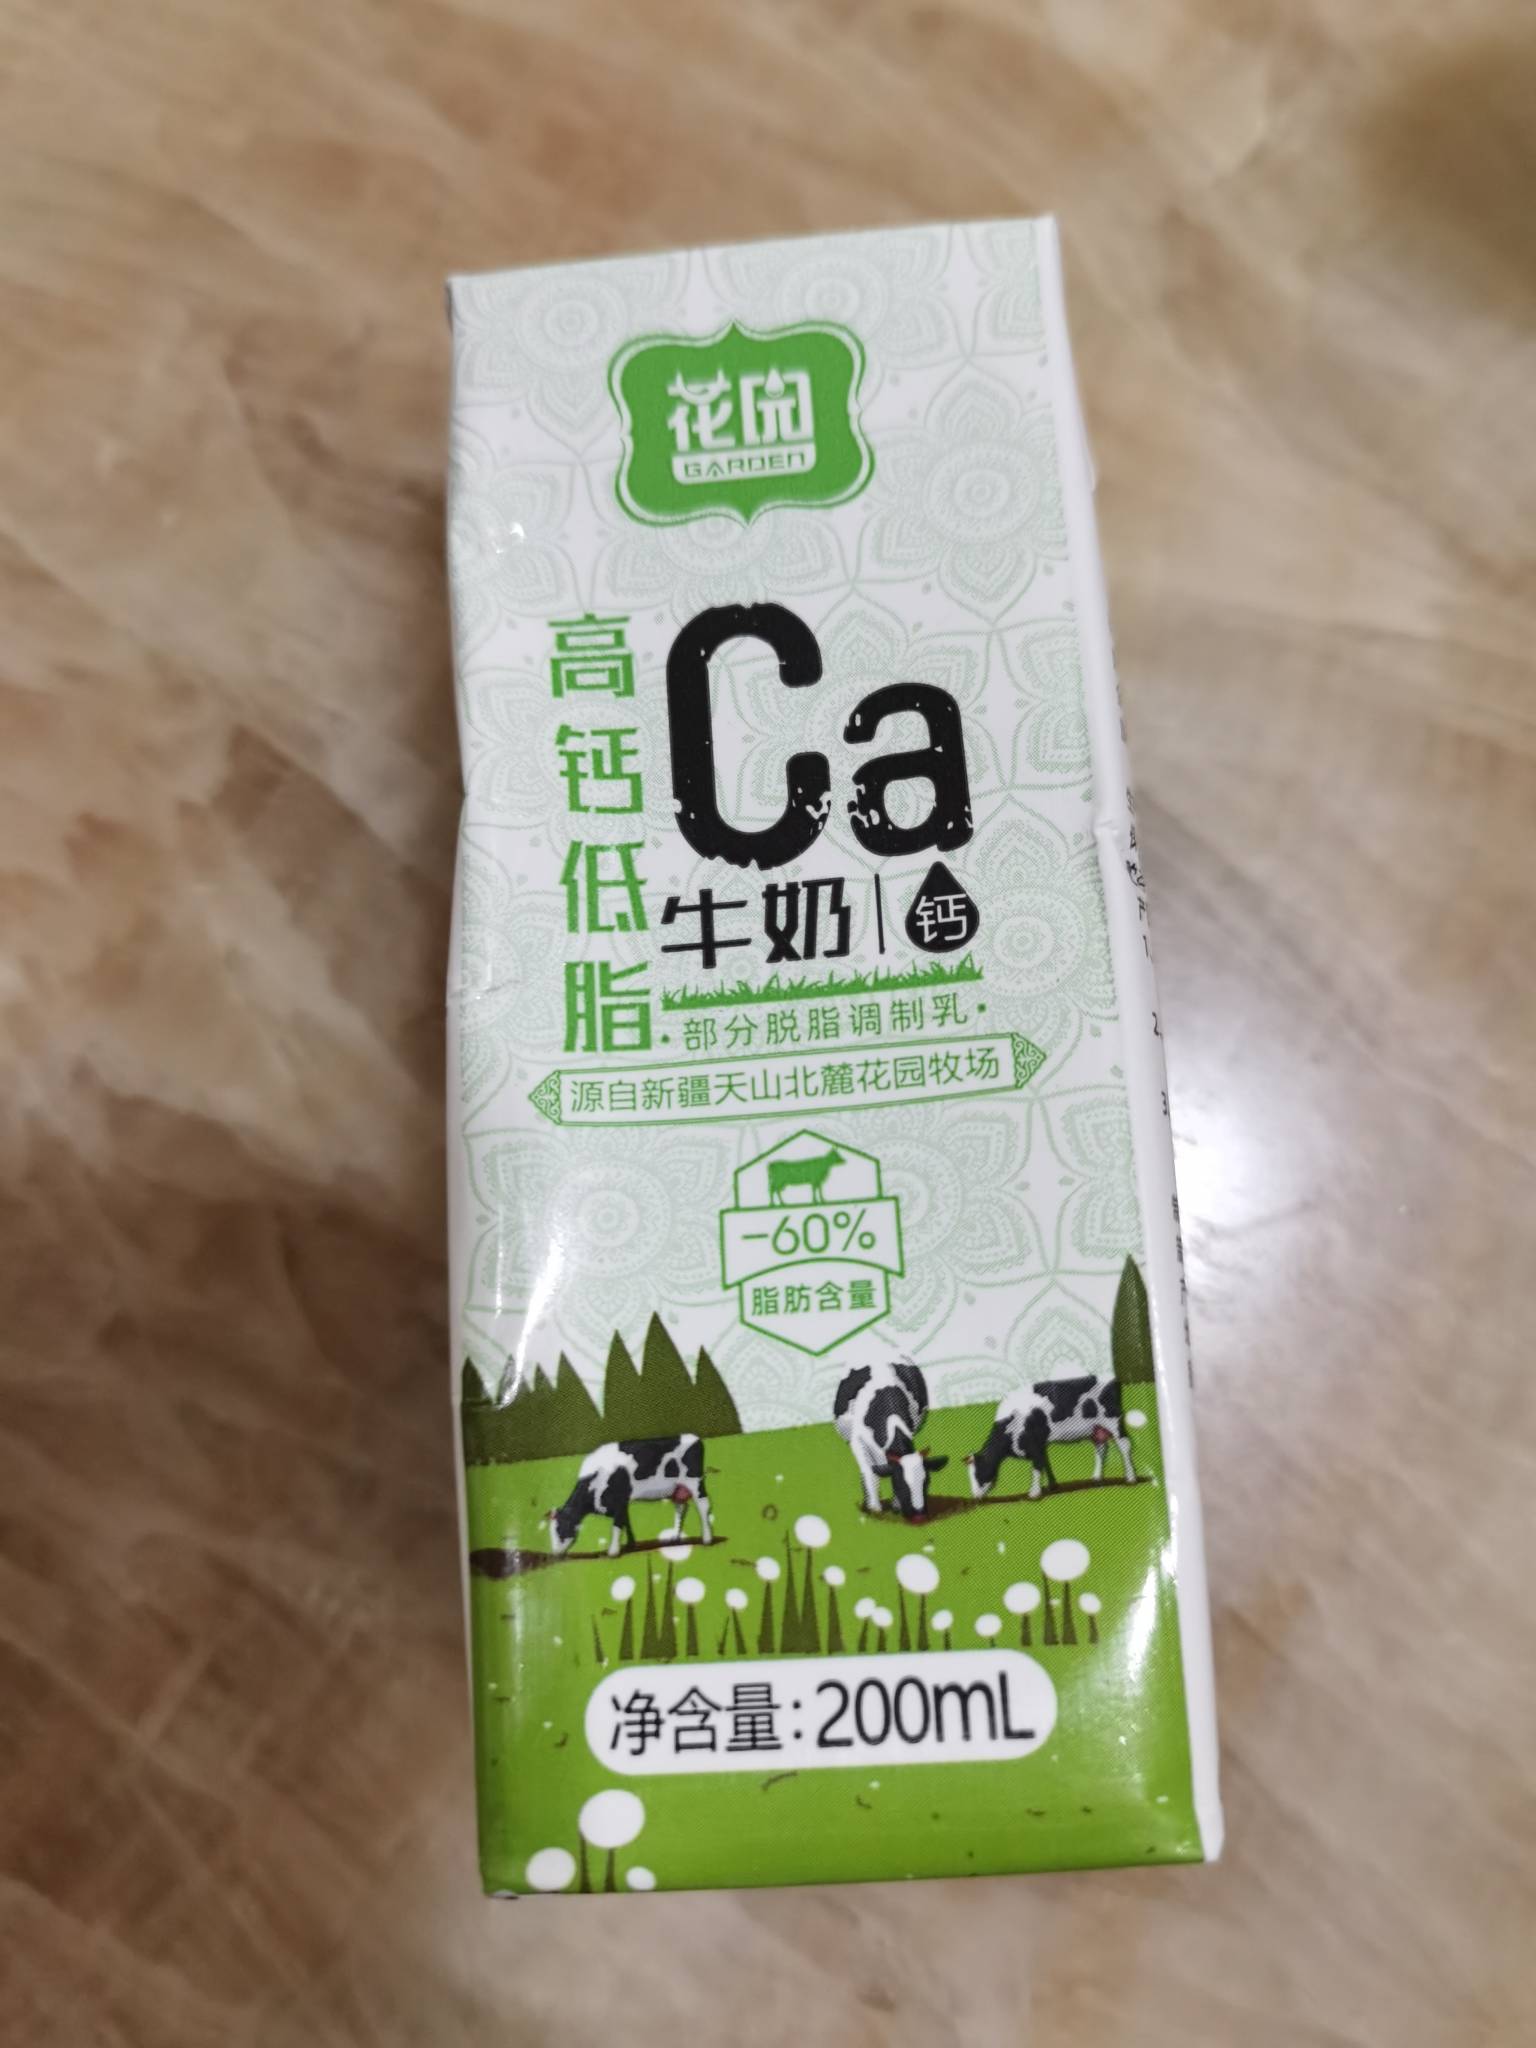 花园
GARDEN
高钙低脂
Ca
牛奶|钙
·部分脱脂调制乳·
源自新疆天山北麓花园牧场
-60%
脂肪含量
净含量:200mL